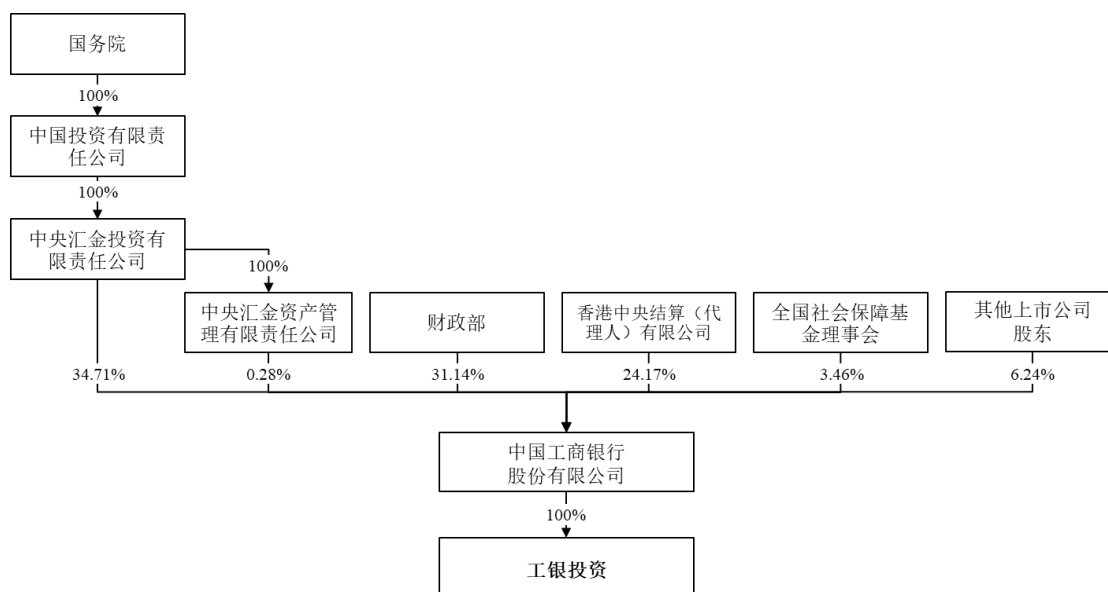 国务院
100%
中国投资有限责
任公司
100%
中央汇金投资有
限责任公司
100%
中央汇金资产管
理有限责任公司
财政部
香港中央结算（代
理人）有限公司
全国社会保障基
金理事会
其他上市公司
股东
34.71%
0.28%
31.14%
24.17%
3.46%
6.24%
中国工商银行
股份有限公司
100%
工银投资